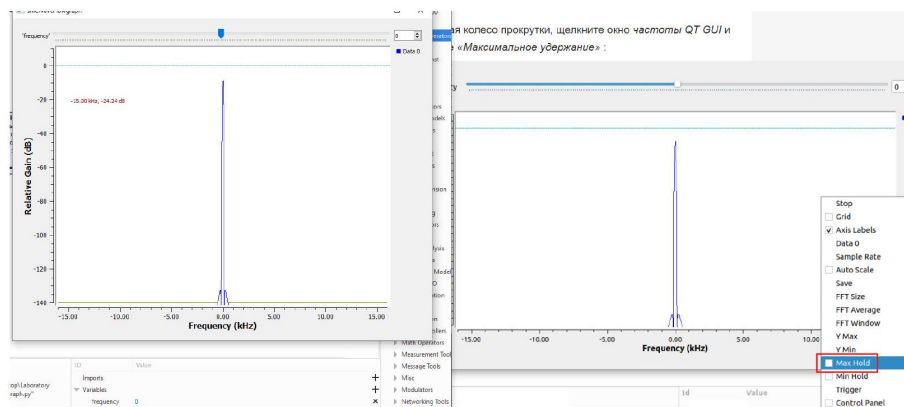 'frequency'
0
Data 0
0
-20
-40
-60
-80
-100
-120
-140
Relative Gain (dB)
-15.00 kHz, -24.24 dB
-15.00
-10.00
-5.00
0.00
5.00
10.00
15.00
Frequency (kHz)
ID
Value
Imports
Variables
frequency
0
Math Operators
Measurement Tool
Message Tools
Misc
Modulators
Networking Tools
колесо прокрутки, щелкните окно частоты QT GUI и
«Максимальное удержание» :
0
-15.00
-10.00
-5.00
0.00
5.00
10.00
Frequency (kHz)
Stop
Grid
Axis Labels
Data 0
Sample Rate
Auto Scale
Save
FFT Size
FFT Average
FFT Window
Y Max
Y Min
Max Hold
Min Hold
Trigger
Control Panel
Id
Value